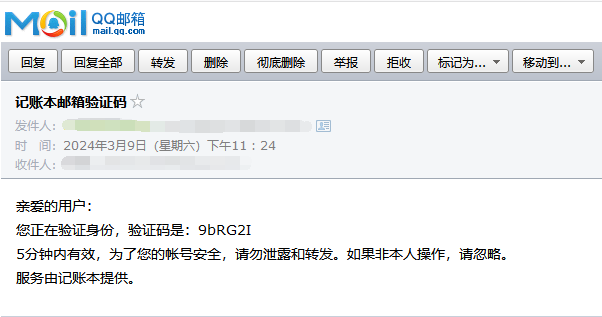 Mail QQ邮箱
mail.qq.com
回复 回复全部 转发 删除 彻底删除 举报 拒收 标记为... 移动到...
记账本邮箱验证码☆
发件人：
时 间：2024年3月9日（星期六）下午11：24
收件人：
亲爱的用户：
您正在验证身份，验证码是：9bRG2I
5分钟内有效，为了您的帐号安全，请勿泄露和转发。如果非本人操作，请忽略。
服务由记账本提供。